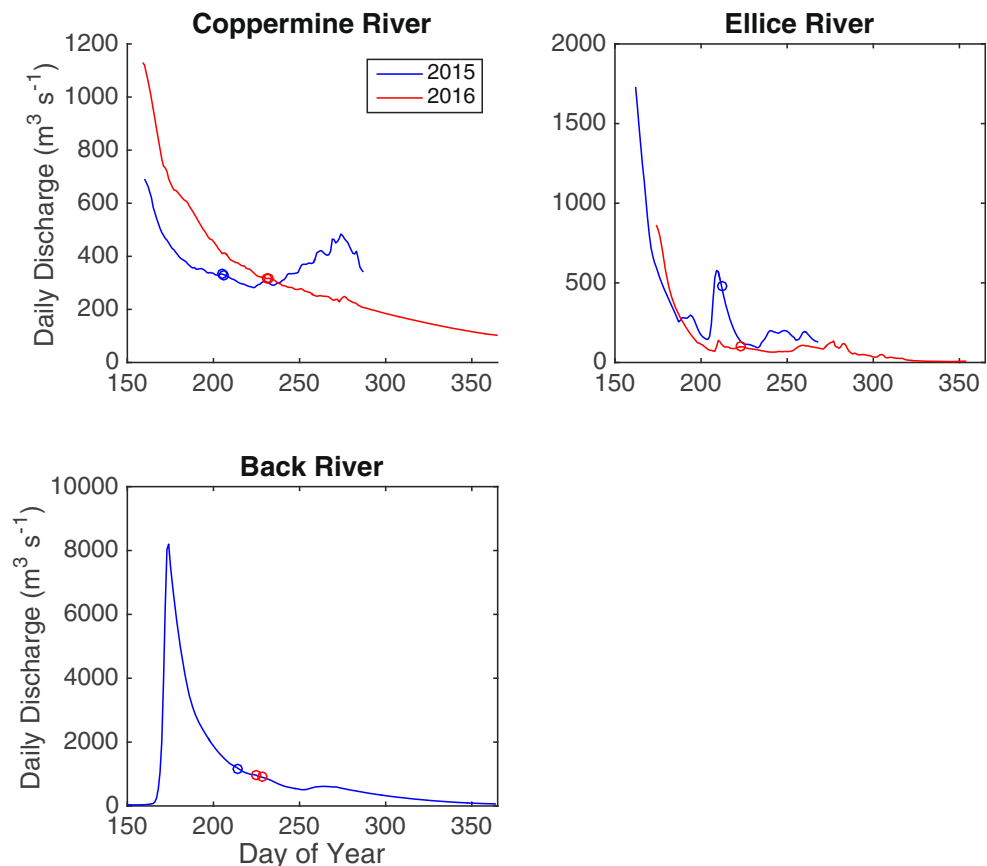 Coppermine River
Daily Discharge (m³ s⁻¹)
1200
1000
800
600
400
200
0
150 200 250 300 350
2015
2016
Ellice River
2000
1500
1000
500
0
150 200 250 300 350
Back River
Daily Discharge (m³ s⁻¹)
10000
8000
6000
4000
2000
0
150 200 250 300 350
Day of Year